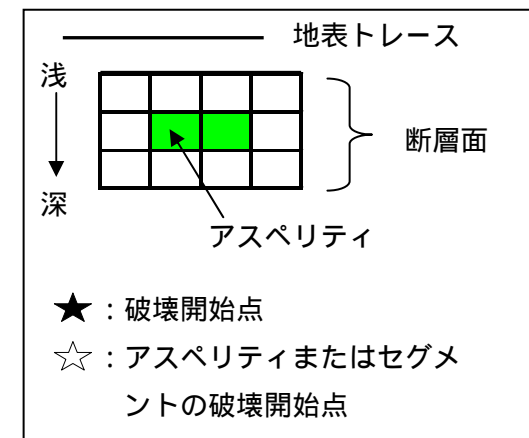 地表トレース
浅
断層面
深
アスペリティ
★：破壊開始点
☆：アスペリティまたはセグメ
ントの破壊開始点